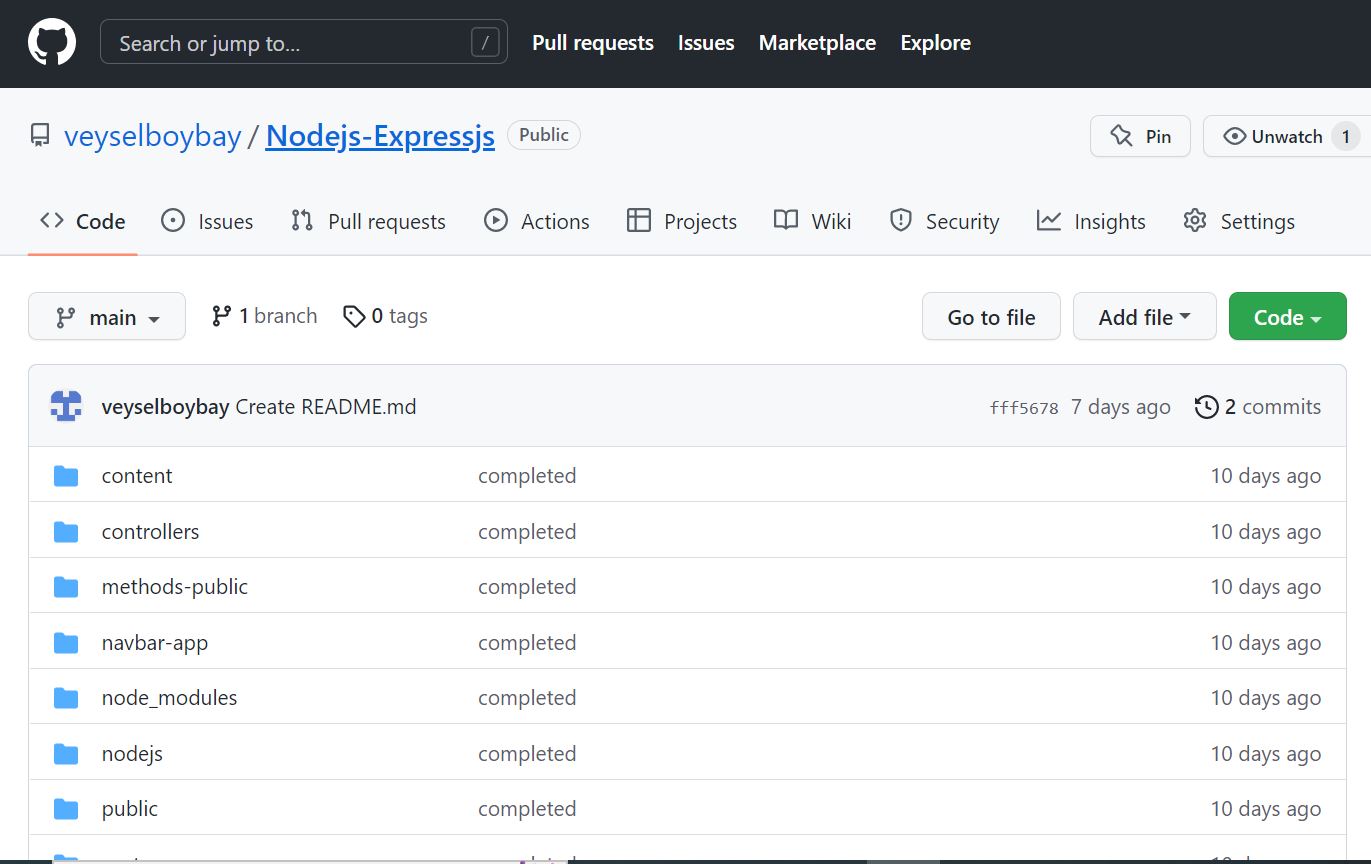 Search or jump to... / Pull requests Issues Marketplace Explore
veyselboybay / Nodejs-Expressjs Public Pin Unwatch 1
Code Issues Pull requests Actions Projects Wiki Security Insights Settings
main 1 branch 0 tags Go to file Add file Code
veyselboybay Create README.md fff5678 7 days ago 2 commits
content completed 10 days ago
controllers completed 10 days ago
methods-public completed 10 days ago
navbar-app completed 10 days ago
node_modules completed 10 days ago
nodejs completed 10 days ago
public completed 10 days ago